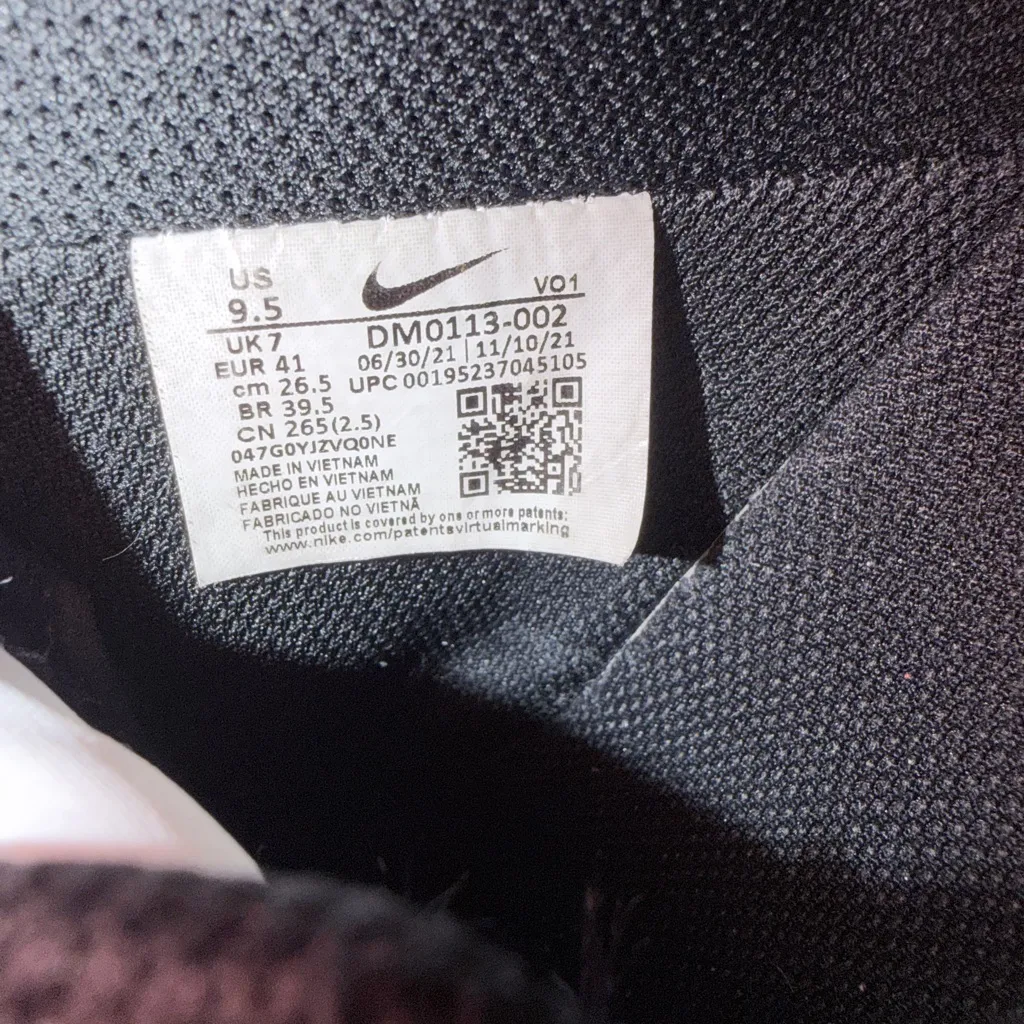 US
9.5
VO1
UK 7
DM0113-002
EUR 41
06/30/21 | 11/10/21
cm 26.5
UPC 00195237045105
BR 39.5
CN 265(2.5)
047G0YJZVQ0NE
MADE IN VIETNAM
HECHO EN VIETNAM
FABRIQUE AU VIETNAM
FABRICADO NO VIETNÃ
This product is covered by one or more patents:
www.nike.com/patentsvirtualmarking